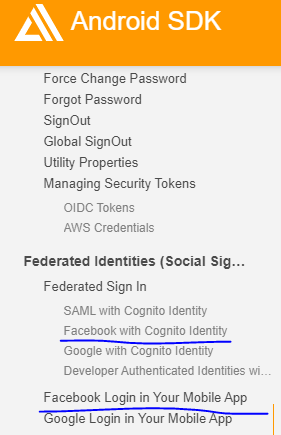 Android SDK
Force Change Password
Forgot Password
SignOut
Global SignOut
Utility Properties
Managing Security Tokens
OIDC Tokens
AWS Credentials
Federated Identities (Social Sig...
Federated Sign In
SAML with Cognito Identity
Facebook with Cognito Identity
Google with Cognito Identity
Developer Authenticated Identities wi...
Facebook Login in Your Mobile App
Google Login in Your Mobile App